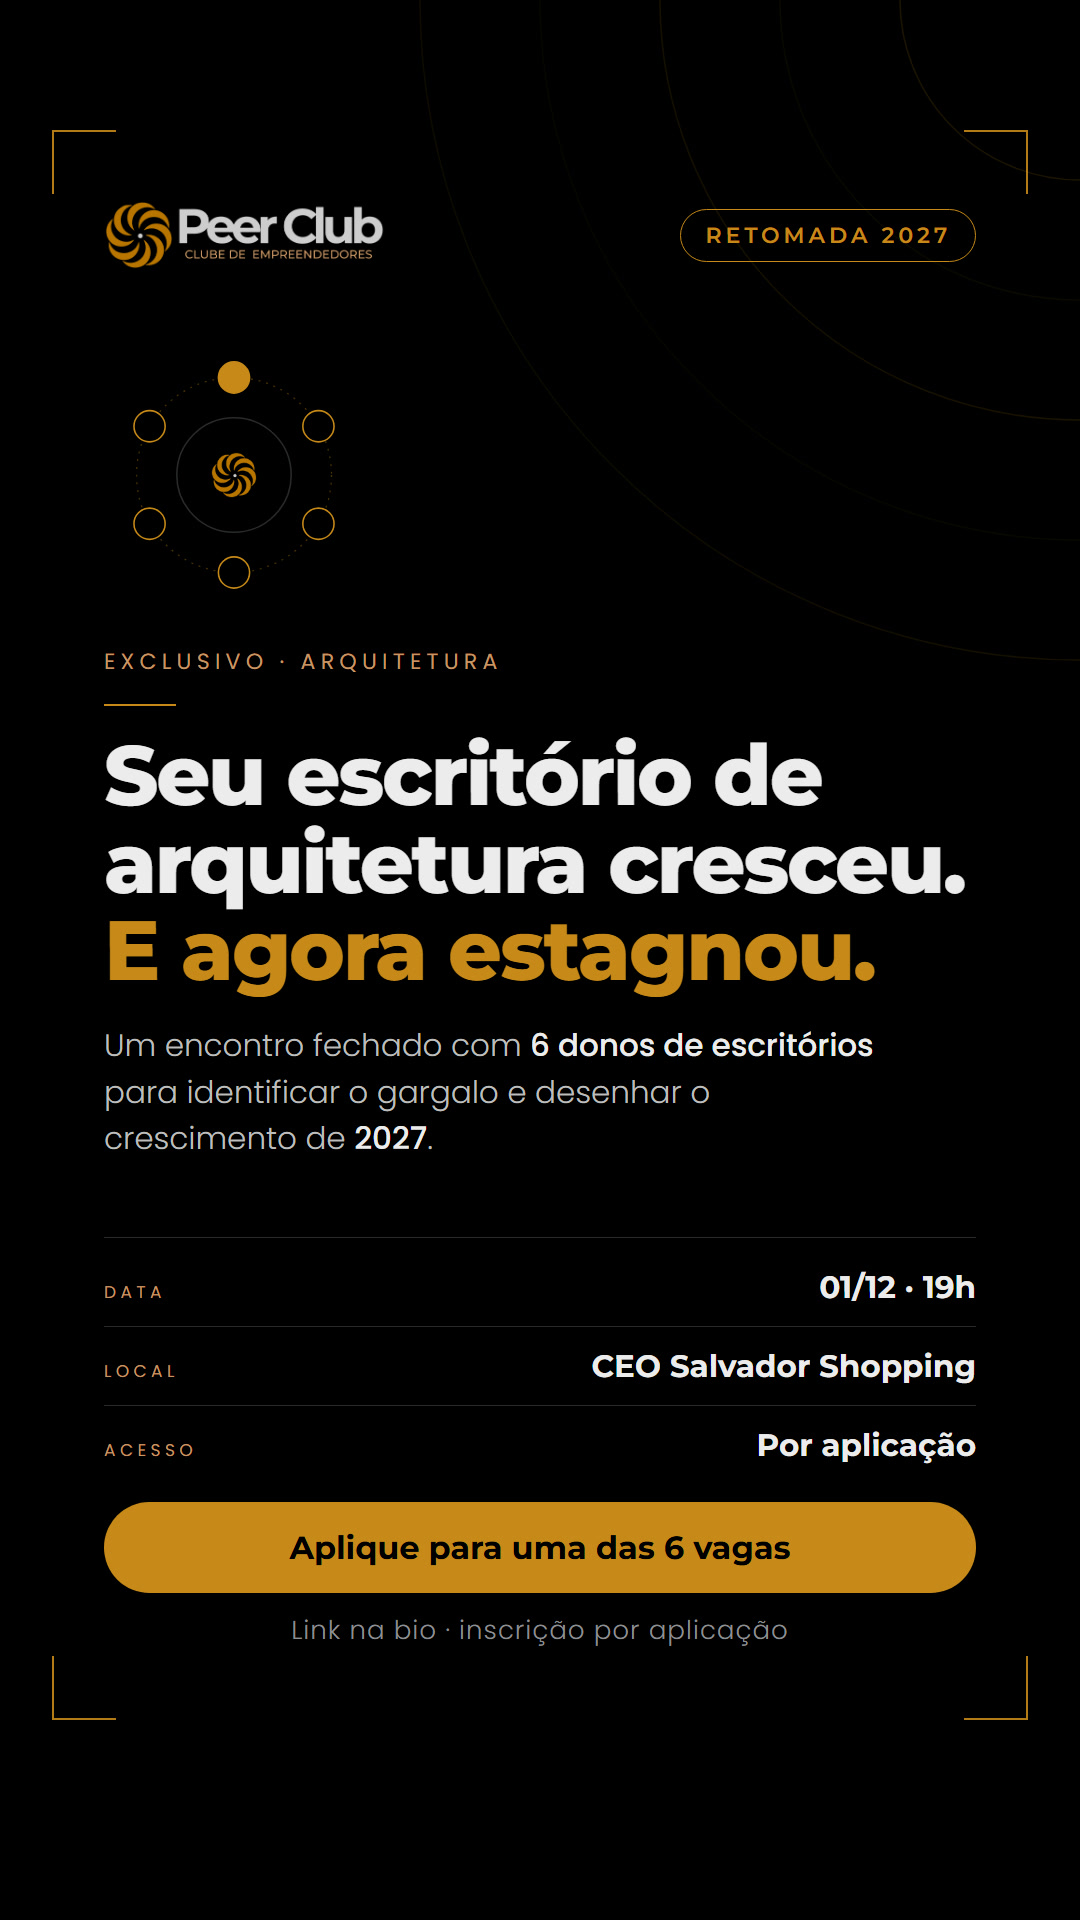 Peer Club
CLUBE DE EMPREENDEDORES
RETOMADA 2027
EXCLUSIVO · ARQUITETURA
Seu escritório de
arquitetura cresceu.
E agora estagnou.
Um encontro fechado com 6 donos de escritórios
para identificar o gargalo e desenhar o
crescimento de 2027.
DATA
01/12 · 19h
LOCAL
CEO Salvador Shopping
ACESSO
Por aplicação
Aplique para uma das 6 vagas
Link na bio · inscrição por aplicação